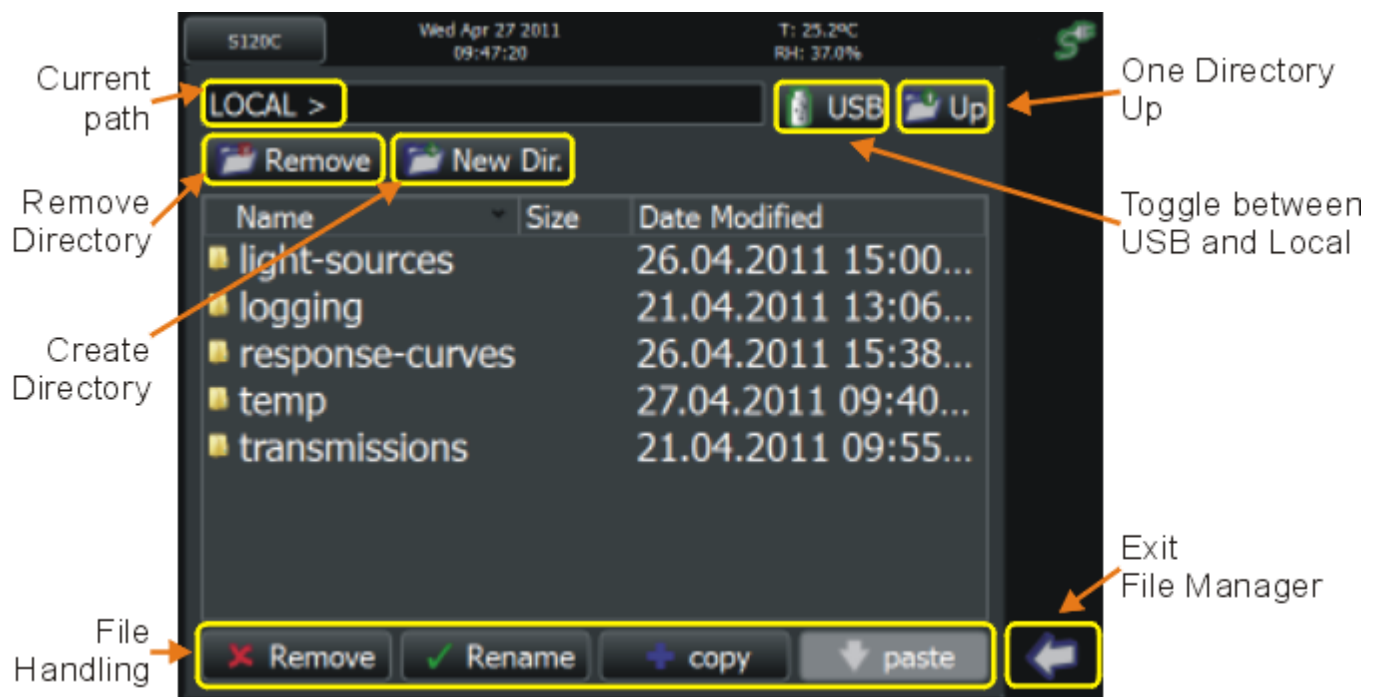 S120C
Wed Apr 27 2011
09:47:20
T: 25.2ºC
RH: 37.0%
S
Current
path
LOCAL >
USB
Up
One Directory
Up
Remove
New Dir.
Remove
Directory
Toggle between
USB and Local
Name Size Date Modified
light-sources 26.04.2011 15:00...
logging 21.04.2011 13:06...
response-curves 26.04.2011 15:38...
temp 27.04.2011 09:40...
transmissions 21.04.2011 09:55...
Create
Directory
Exit
File Manager
File
Handling
Remove
Rename
copy
paste